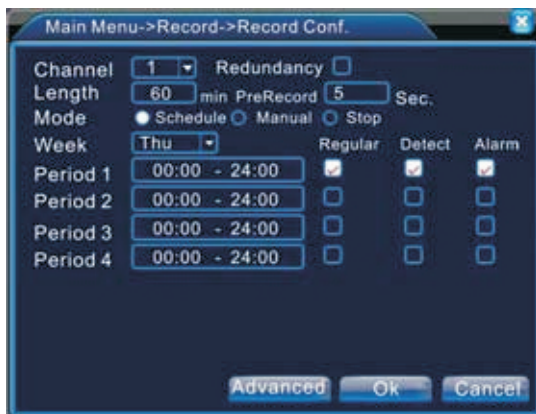 Main Menu->Record->Record Conf.
Channel 1 Redundancy
Length 60 min PreRecord 5 Sec.
Mode Schedule Manual Stop
Week Thu Regular Detect Alarm
Period 1 00:00 - 24:00
Period 2 00:00 - 24:00
Period 3 00:00 - 24:00
Period 4 00:00 - 24:00
Advanced Ok Cancel